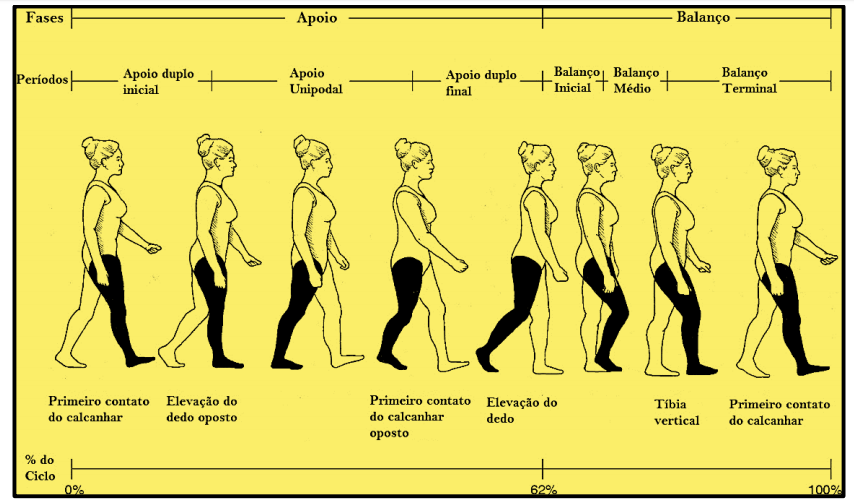 Fases Apoio Balanço
Períodos Apoio duplo
inicial
Apoio
Unipodal
Apoio duplo
final
Balanço
Inicial
Balanço
Médio
Balanço
Terminal
Primeiro contato
do calcanhar
Elevação do
dedo oposto
Primeiro contato
do calcanhar
oposto
Elevação do
dedo
Tíbia
vertical
Primeiro contato
do calcanhar
% do
Ciclo
0% 62% 100%